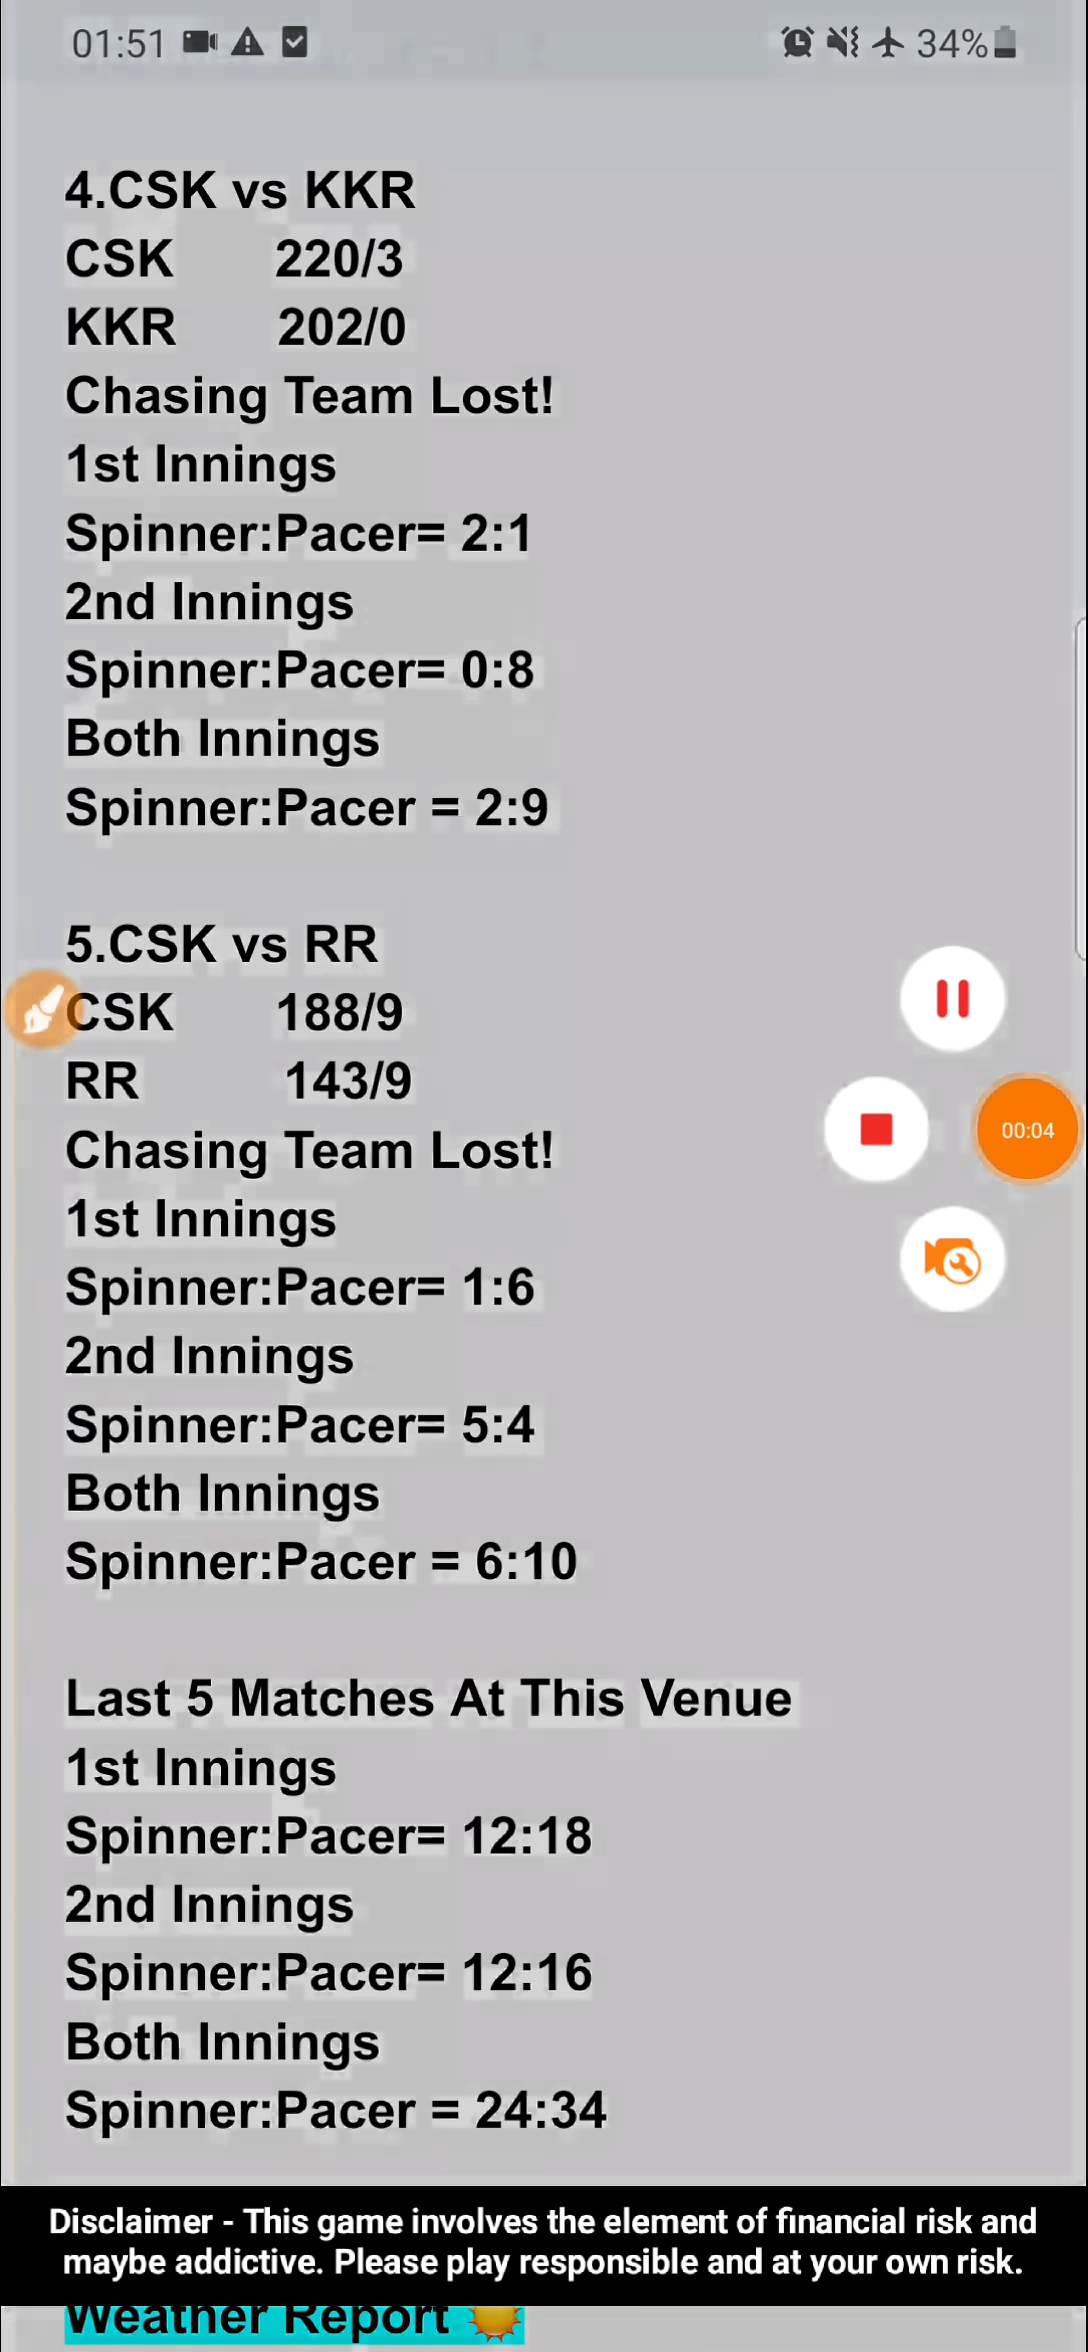 01:51 34%
4.CSK vs KKR
CSK 220/3
KKR 202/0
Chasing Team Lost!
1st Innings
Spinner:Pacer= 2:1
2nd Innings
Spinner:Pacer= 0:8
Both Innings
Spinner:Pacer = 2:9
5.CSK vs RR
CSK 188/9
RR 143/9
Chasing Team Lost!
00:04
1st Innings
Spinner:Pacer= 1:6
2nd Innings
Spinner:Pacer= 5:4
Both Innings
Spinner:Pacer = 6:10
Last 5 Matches At This Venue
1st Innings
Spinner:Pacer= 12:18
2nd Innings
Spinner:Pacer= 12:16
Both Innings
Spinner:Pacer = 24:34
Disclaimer - This game involves the element of financial risk and
maybe addictive. Please play responsible and at your own risk.
Weather Report